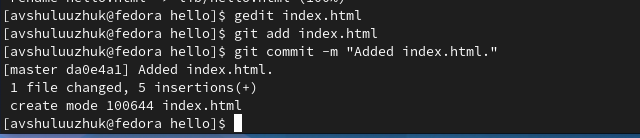 [avshuluuzhuk@fedora hello]$ gedit index.html
[avshuluuzhuk@fedora hello]$ git add index.html
[avshuluuzhuk@fedora hello]$ git commit -m "Added index.html."
[master da0e4a1] Added index.html.
1 file changed, 5 insertions(+)
create mode 100644 index.html
[avshuluuzhuk@fedora hello]$